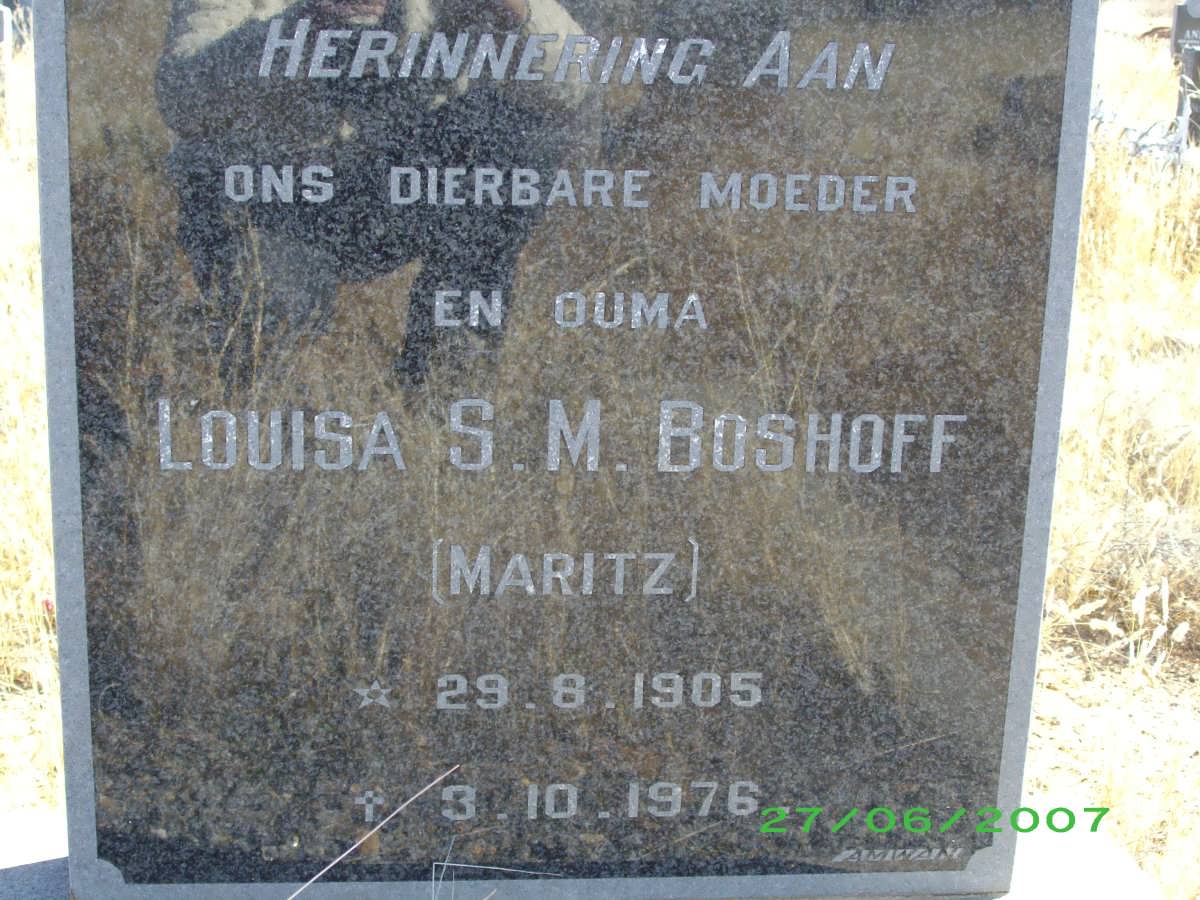 HERINNERING AAN
ONS DIERBARE MOEDER
EN OUMA
LOUISA S.M. BOSHOFF
(MARITZ)
☆ 29.8.1905
✝ 3.10.1976
27/06/2007